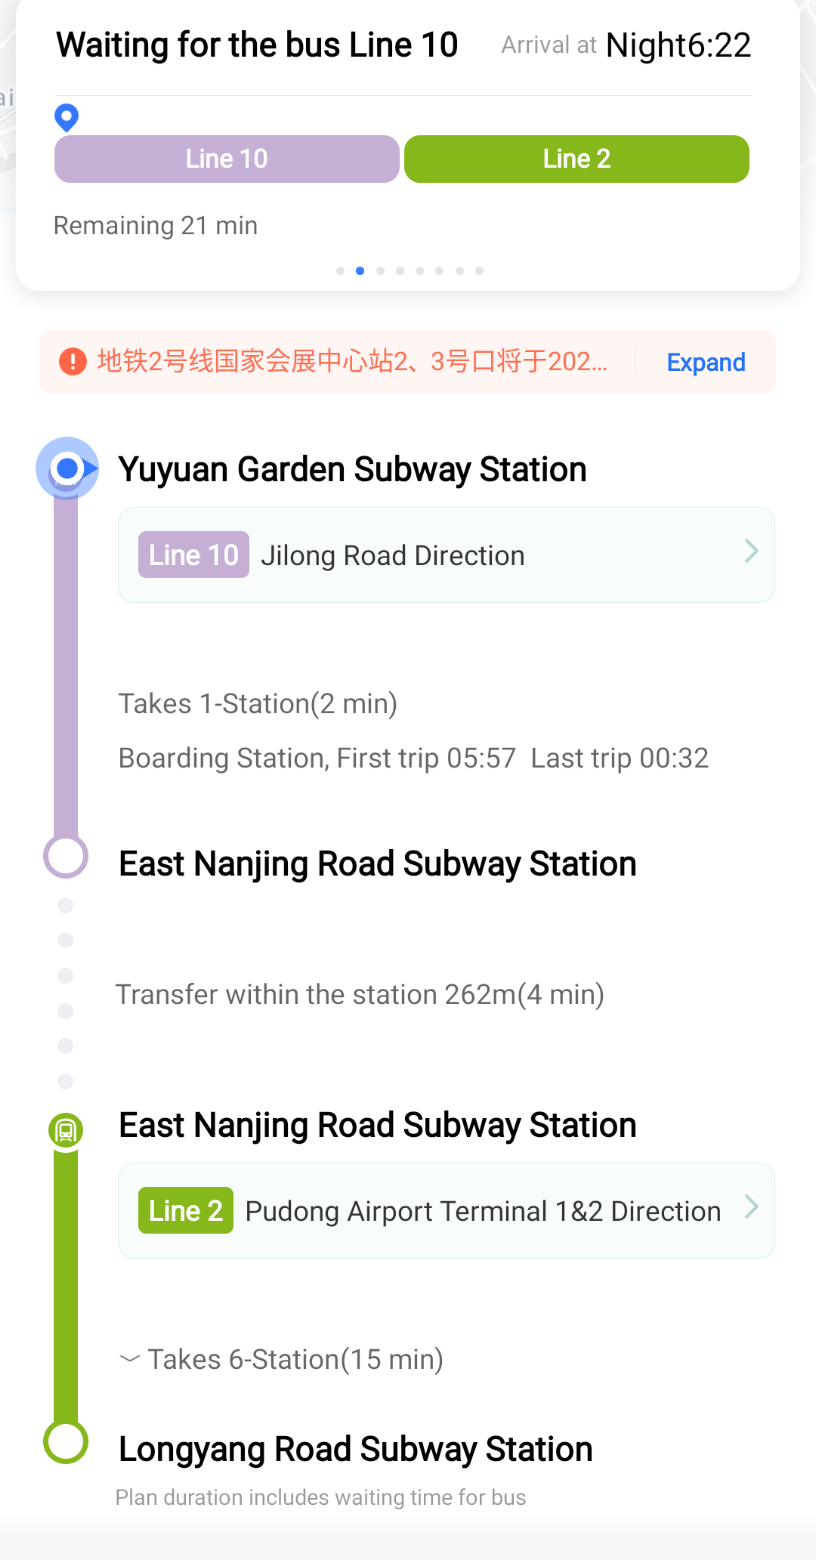 Waiting for the bus Line 10 Arrival at Night6:22
Line 10 Line 2
Remaining 21 min
地铁2号线国家会展中心站2、3号口将于202... Expand
Yuyuan Garden Subway Station
Line 10 Jilong Road Direction
Takes 1-Station(2 min)
Boarding Station, First trip 05:57 Last trip 00:32
East Nanjing Road Subway Station
Transfer within the station 262m(4 min)
East Nanjing Road Subway Station
Line 2 Pudong Airport Terminal 1&2 Direction
Takes 6-Station(15 min)
Longyang Road Subway Station
Plan duration includes waiting time for bus